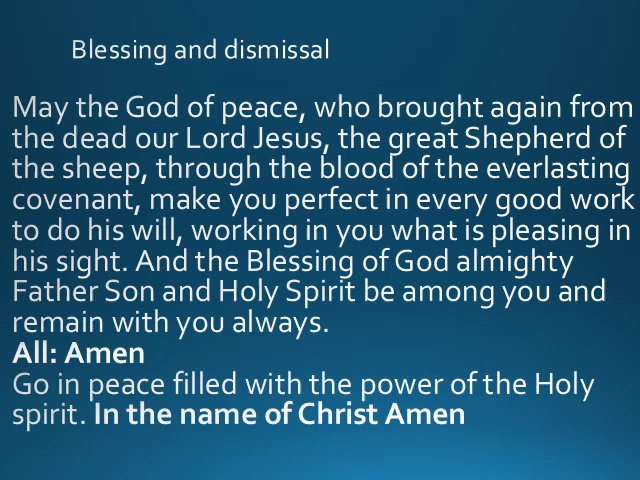 Blessing and dismissal
May the God of peace, who brought again from
the dead our Lord Jesus, the great Shepherd of
the sheep, through the blood of the everlasting
covenant, make you perfect in every good work
to do his will, working in you what is pleasing in
his sight. And the Blessing of God almighty
Father Son and Holy Spirit be among you and
remain with you always.
All: Amen
Go in peace filled with the power of the Holy
spirit. In the name of Christ Amen